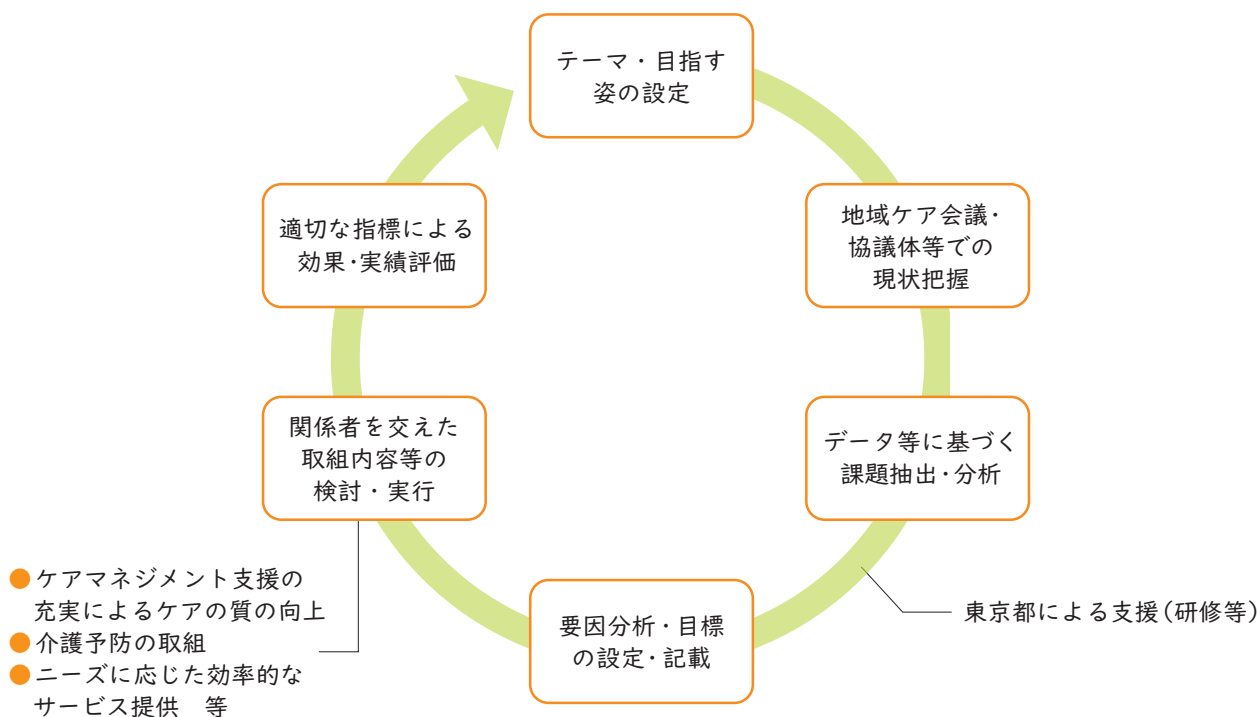 テーマ・目指す
姿の設定
地域ケア会議・
協議体等での
現状把握
データ等に基づく
課題抽出・分析
東京都による支援（研修等）
要因分析・目標
の設定・記載
関係者を交えた
取組内容等の
検討・実行
●ケアマネジメント支援の
充実によるケアの質の向上
●介護予防の取組
●ニーズに応じた効率的な
サービス提供　等
適切な指標による
効果・実績評価